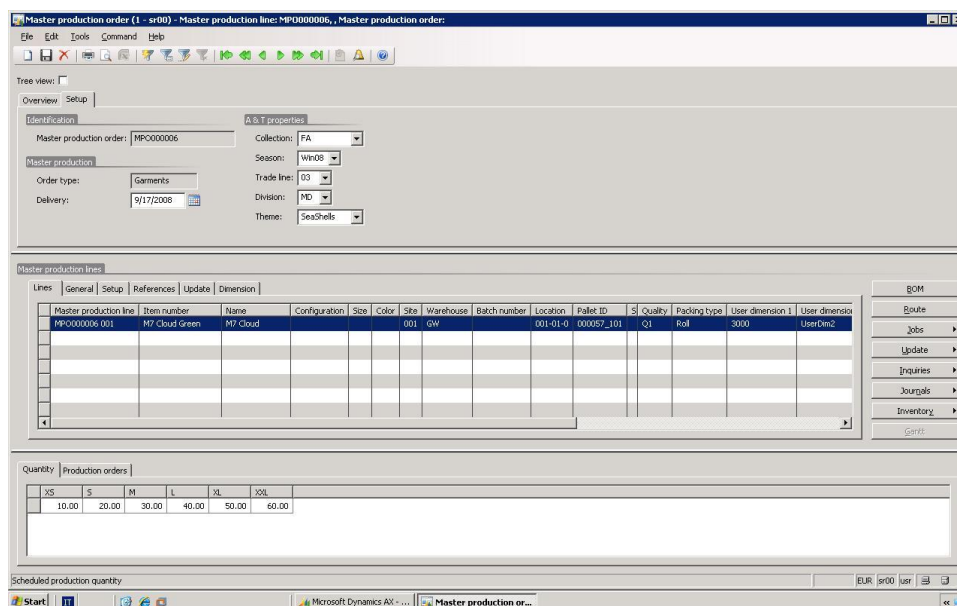 Master production order (1 - sr00) - Master production line: MPO000006, , Master production order:
File Edit Tools Command Help
Tree view:
Overview Setup
Identification
Master production order: MPO000006
Master production
Order type: Garments
Delivery: 9/17/2008
A & T properties
Collection: FA
Season: Win08
Trade line: 03
Division: MD
Theme: SeaShells
Master production lines
Lines General Setup References Update Dimension
Master production line Item number Name Configuration Size Color Site Warehouse Batch number Location Pallet ID S Quality Packing type User dimension 1 User dimension
MPO000006 001 M7 Cloud Green M7 Cloud 001 GW 001-01-0 000057_101 Q1 Roll 3000 UserDim2
BOM
Route
Jobs
Update
Inquiries
Journals
Inventory
Gantt
Quantity Production orders
XS S M L XL XXL
10.00 20.00 30.00 40.00 50.00 60.00
Scheduled production quantity EUR sr00 usr
Start IT Microsoft Dynamics AX - ... Master production or...